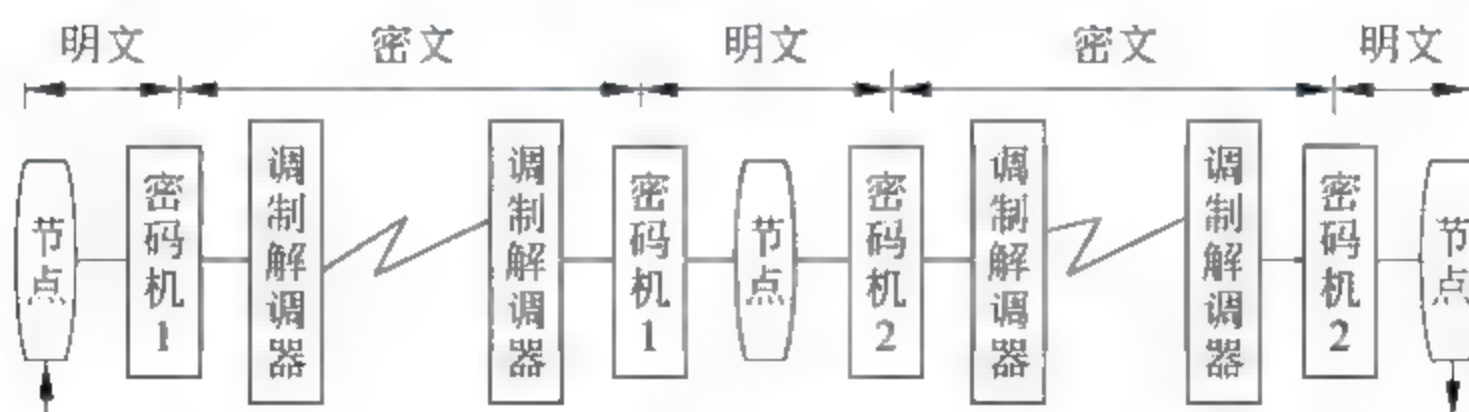 明文 密文 明文 密文 明文
节点
密码机1
调制解调器
调制解调器
密码机1
节点
密码机2
调制解调器
调制解调器
密码机2
节点